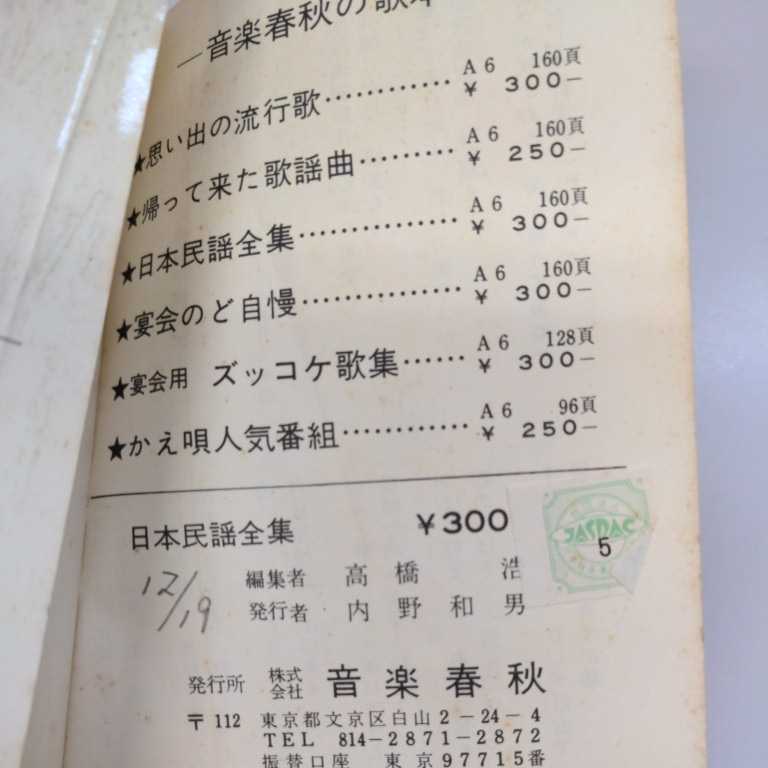 ―音楽春秋の歌本
★思い出の流行歌………… A6 160頁 ¥300―
★帰って来た歌謡曲……… A6 160頁 ¥250―
★日本民謡全集…………… A6 160頁 ¥300―
★宴会のど自慢…………… A6 160頁 ¥300―
★宴会用 ズッコケ歌集…… A6 128頁 ¥300―
★かえ唄人気番組………… A6 96頁 ¥250―
日本民謡全集 ¥300
JASRAC
5
12/19
編集者 高橋 浩
発行者 内野和男
発行所 株式会社 音楽春秋
〒112 東京都文京区白山2-24-4
TEL 814-2871-2872
振替口座 東京97715番